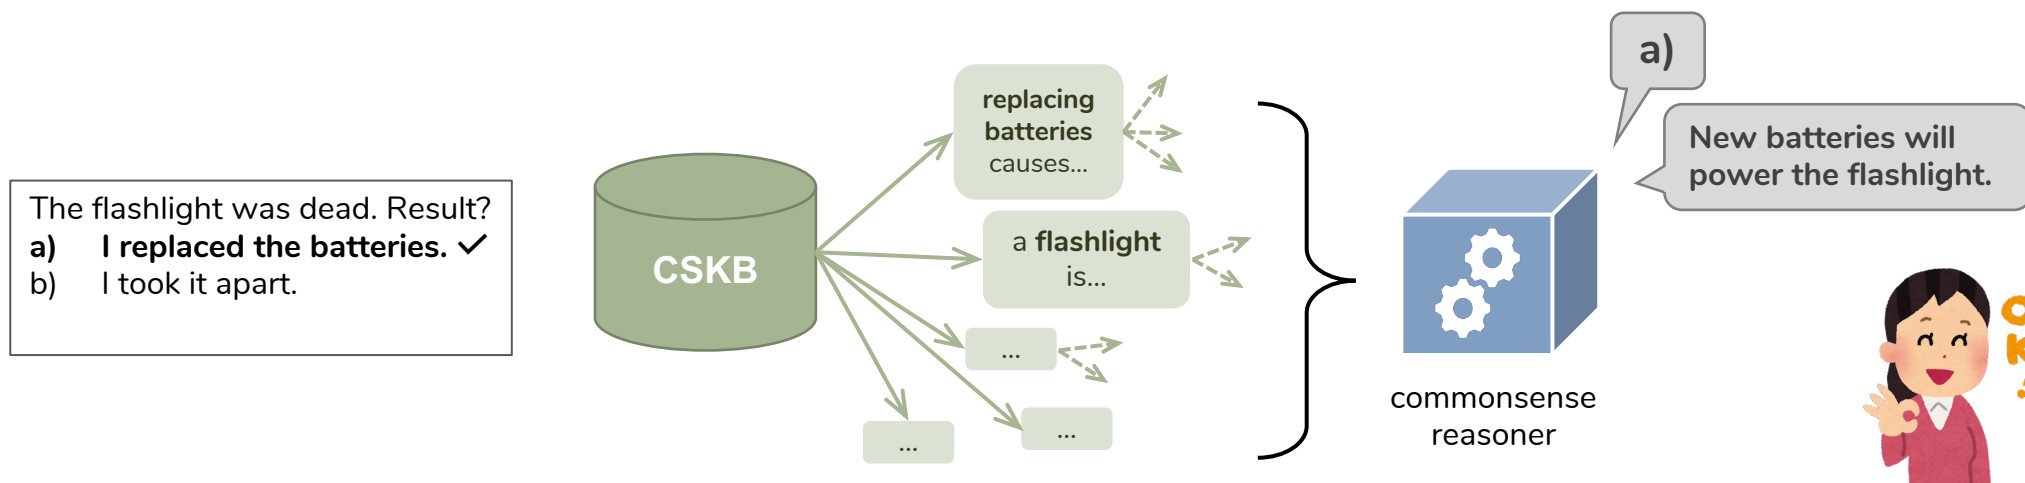 The flashlight was dead. Result?
a) I replaced the batteries. ✓
b) I took it apart.
CSKB
replacing
batteries
causes...
a flashlight
is...
...
...
...
a)
New batteries will
power the flashlight.
commonsense
reasoner
O
K